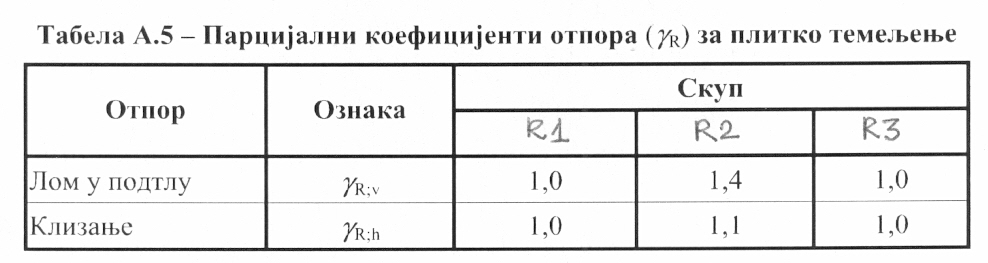 Табела А.5 – Парцијални коефицијенти отпора (γR) за плитко темељење
Отпор Ознака Скуп
R1 R2 R3
Лом у подтлу γR;v 1,0 1,4 1,0
Клизање γR;h 1,0 1,1 1,0